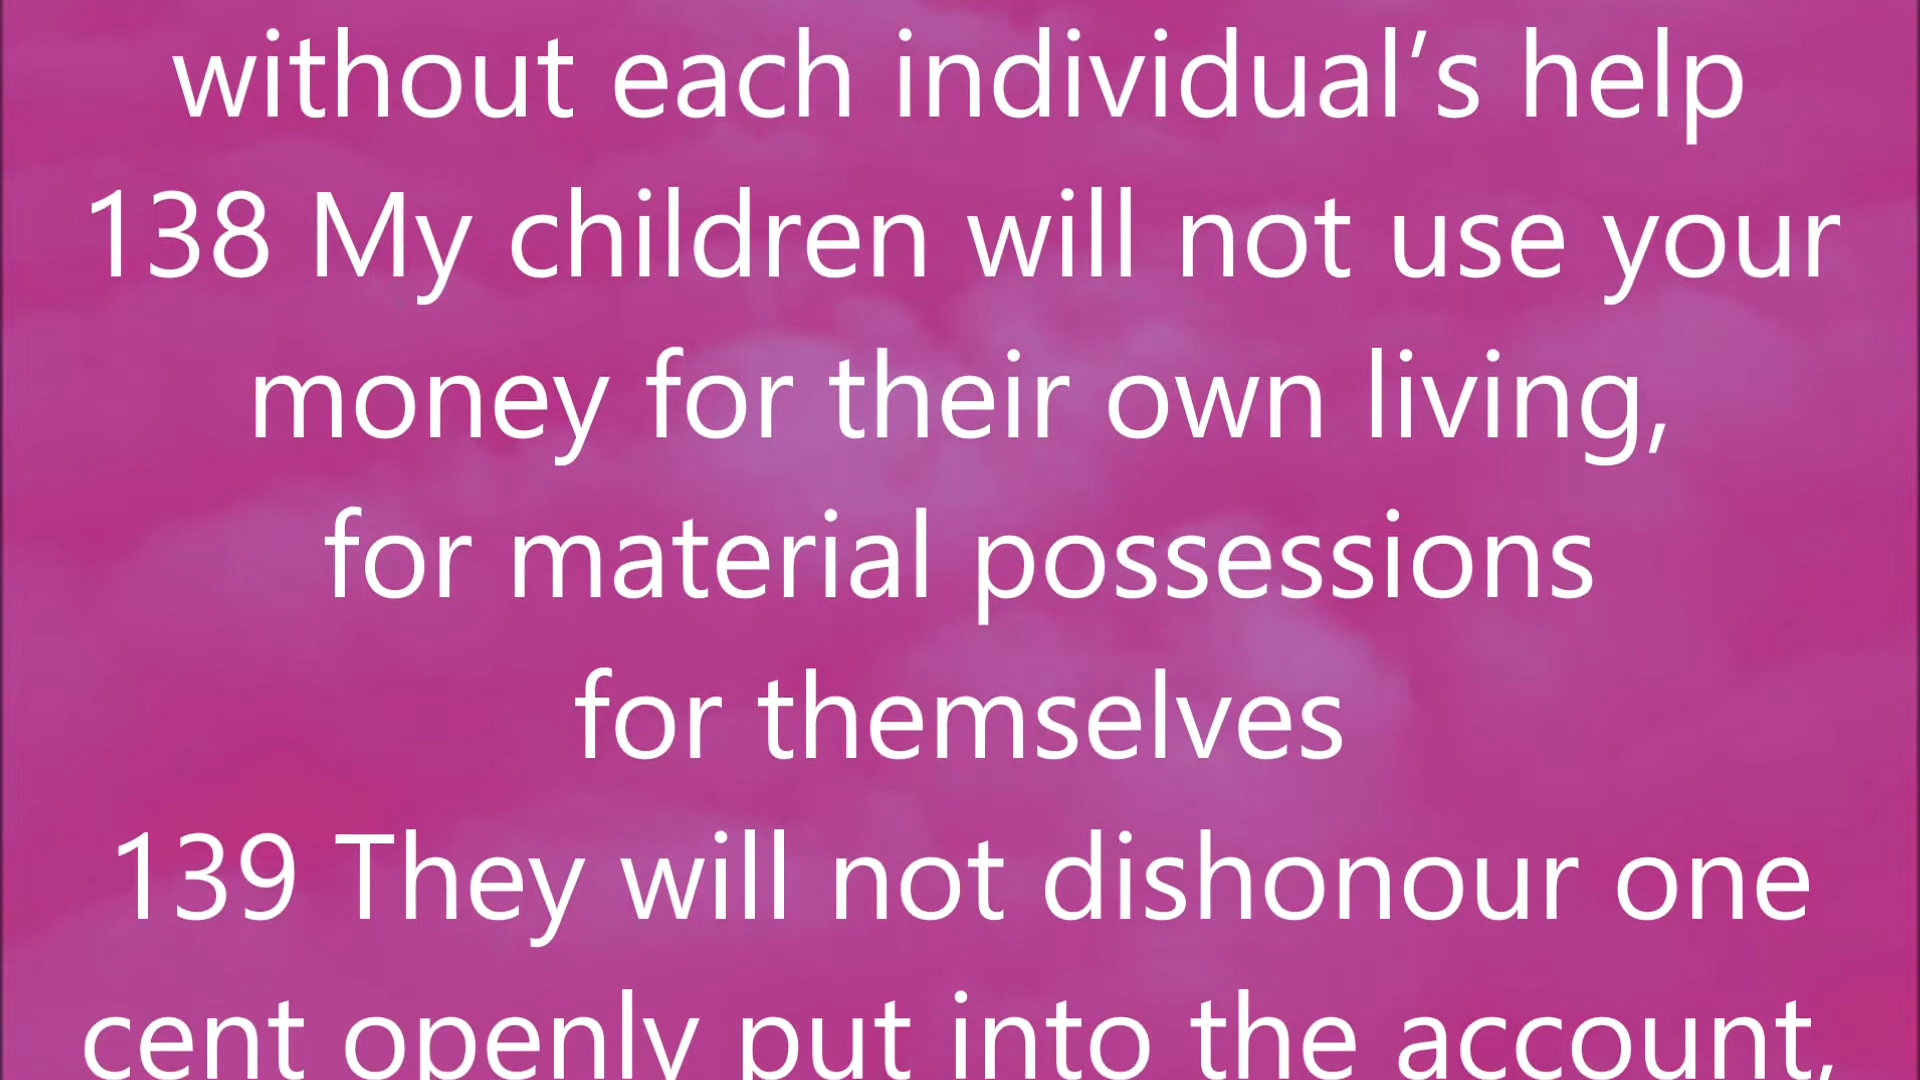 without each individual’s help
138 My children will not use your
money for their own living,
for material possessions
for themselves
139 They will not dishonour one
cent openly put into the account,